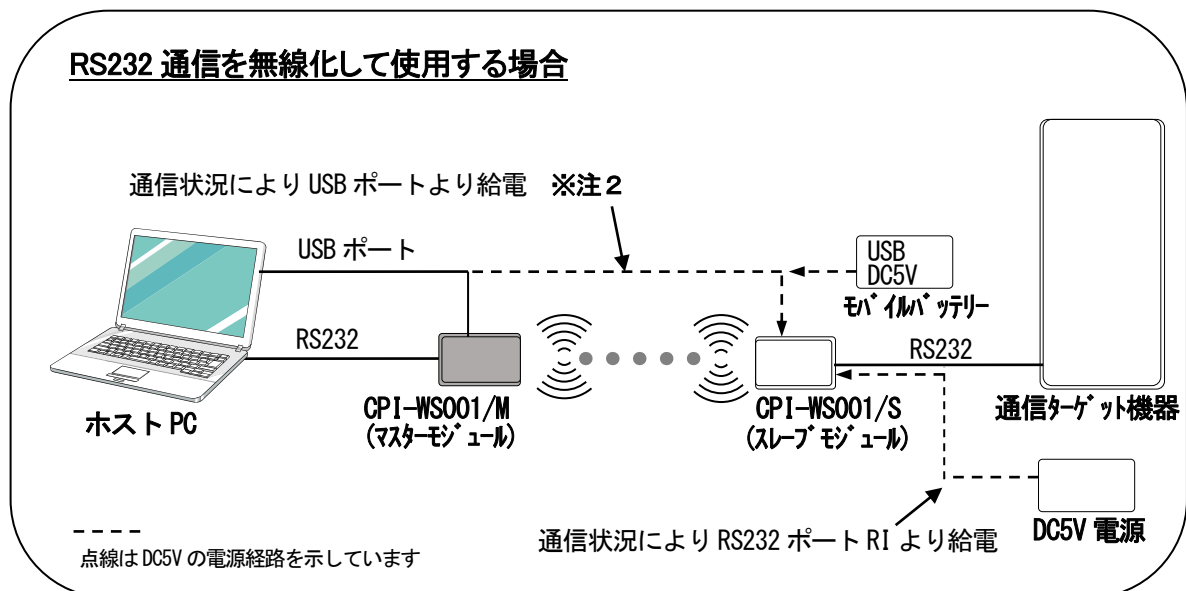 RS232 通信を無線化して使用する場合
通信状況により USB ポートより給電 ※注2
USB ポート
USB
DC5V
モバイルバッテリー
RS232
RS232
ホスト PC
CPI-WS001/M
(マスターモジュール)
CPI-WS001/S
(スレーブモジュール)
通信ターゲット機器
通信状況により RS232 ポート RI より給電
DC5V 電源
点線は DC5V の電源経路を示しています